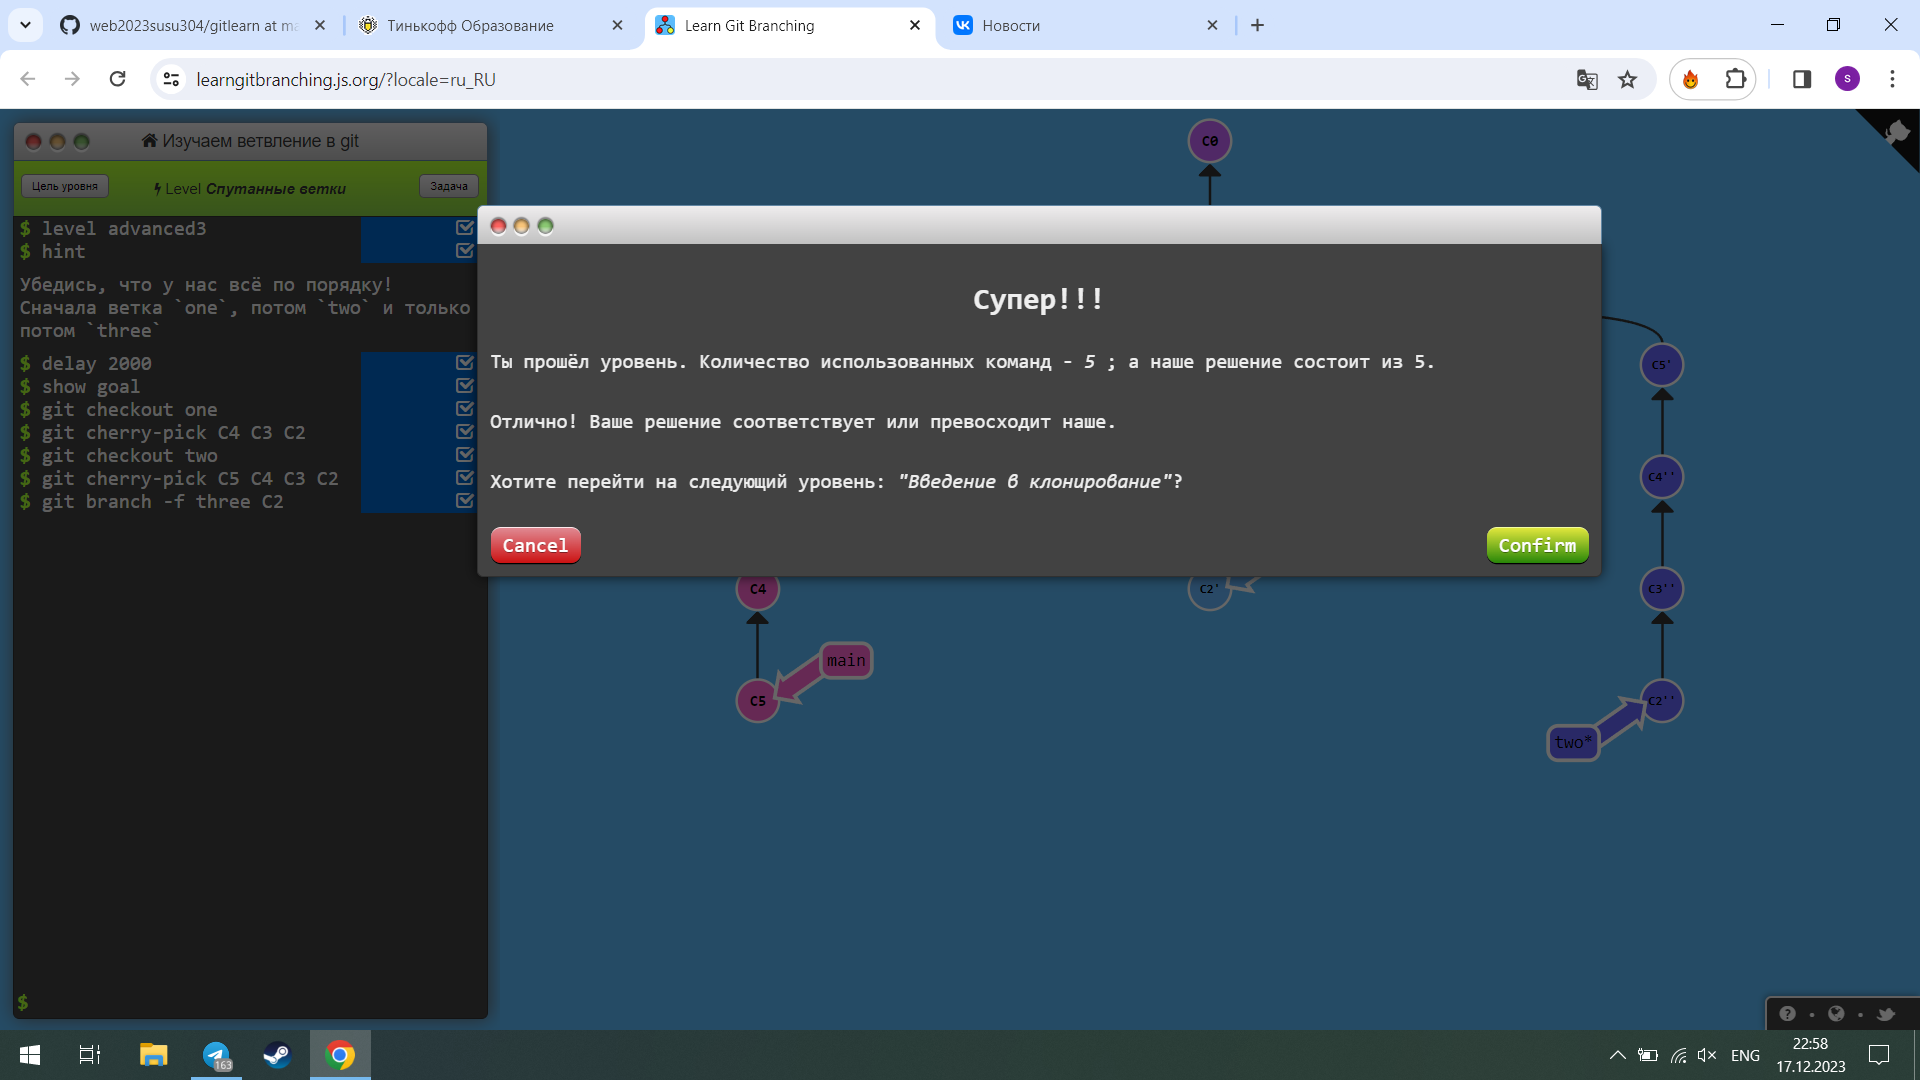 web2023susu304/gitlearn at ma
Тинькофф Образование
Learn Git Branching
Новости
learngitbranching.js.org/?locale=ru_RU
s
Изучаем ветвление в git
Цель уровня
Level Спутанные ветки
Задача
$ level advanced3
$ hint
Убедись, что у нас всё по порядку!
Сначала ветка `one`, потом `two` и только
потом `three`
$ delay 2000
$ show goal
$ git checkout one
$ git cherry-pick C4 C3 C2
$ git checkout two
$ git cherry-pick C5 C4 C3 C2
$ git branch -f three C2
$
C0
Супер!!!
Ты прошёл уровень. Количество использованных команд - 5 ; а наше решение состоит из 5.
Отлично! Ваше решение соответствует или превосходит наше.
Хотите перейти на следующий уровень: "Введение в клонирование"?
Cancel
Confirm
C5'
C4''
C4
C2'
C3''
main
C5
C2''
two*
163
ENG
22:58
17.12.2023